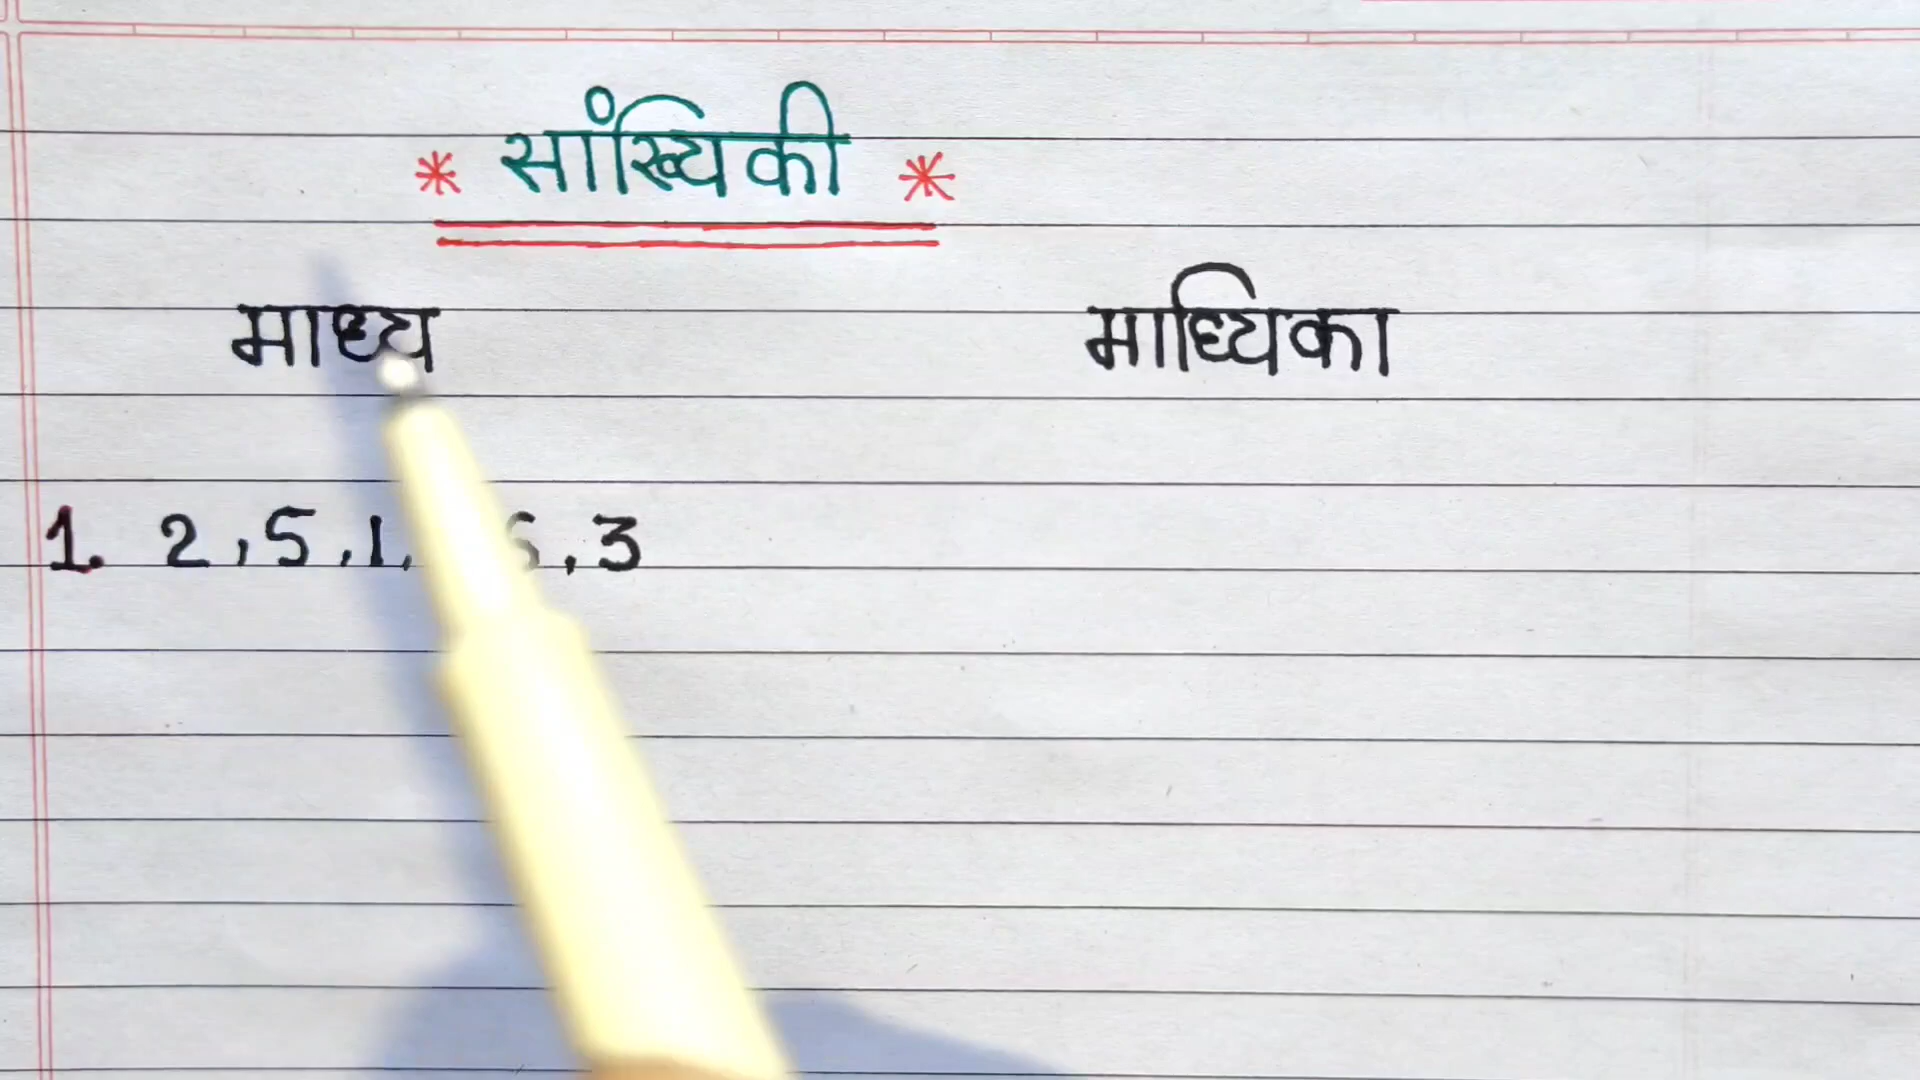 * सांख्यिकी *
माध्य माध्यिका
1. 2, 5, 1, , 3